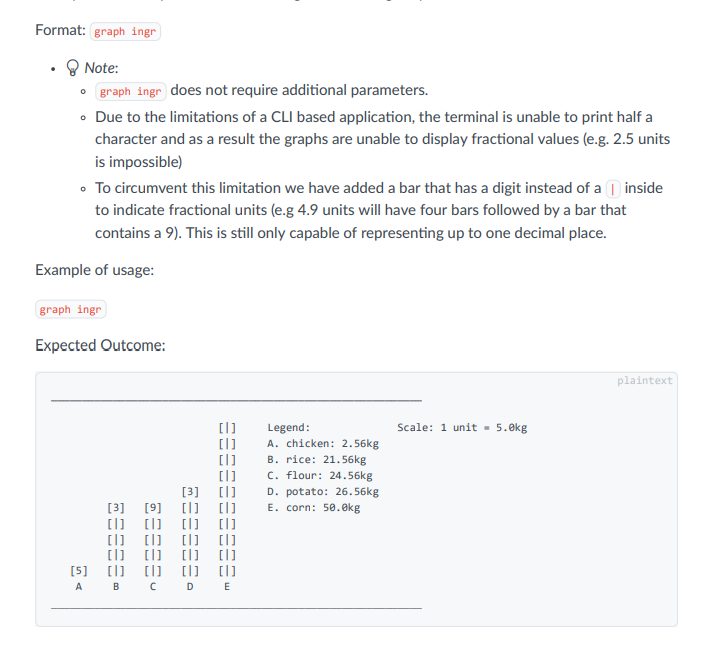 Format: graph ingr
Note:
graph ingr does not require additional parameters.
Due to the limitations of a CLI based application, the terminal is unable to print half a
character and as a result the graphs are unable to display fractional values (e.g. 2.5 units
is impossible)
To circumvent this limitation we have added a bar that has a digit instead of a | inside
to indicate fractional units (e.g 4.9 units will have four bars followed by a bar that
contains a 9). This is still only capable of representing up to one decimal place.
Example of usage:
graph ingr
Expected Outcome:
plaintext
[|] Legend: Scale: 1 unit = 5.0kg
[|] A. chicken: 2.56kg
[|] B. rice: 21.56kg
[|] C. flour: 24.56kg
[3] [|] D. potato: 26.56kg
[3] [9] [|] [|] E. corn: 50.0kg
[|] [|] [|] [|]
[|] [|] [|] [|]
[|] [|] [|] [|]
[5] [|] [|] [|] [|]
A B C D E